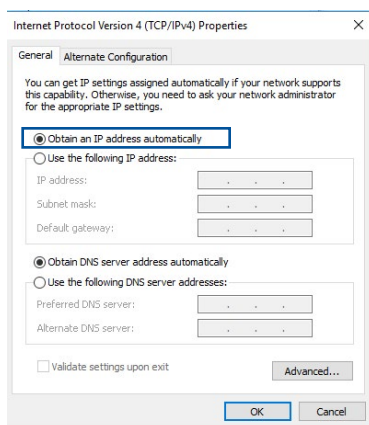 Internet Protocol Version 4 (TCP/IPv4) Properties
General
Alternate Configuration
You can get IP settings assigned automatically if your network supports
this capability. Otherwise, you need to ask your network administrator
for the appropriate IP settings.
Obtain an IP address automatically
Use the following IP address:
IP address:
Subnet mask:
Default gateway:
Obtain DNS server address automatically
Use the following DNS server addresses:
Preferred DNS server:
Alternate DNS server:
Validate settings upon exit
Advanced...
OK
Cancel